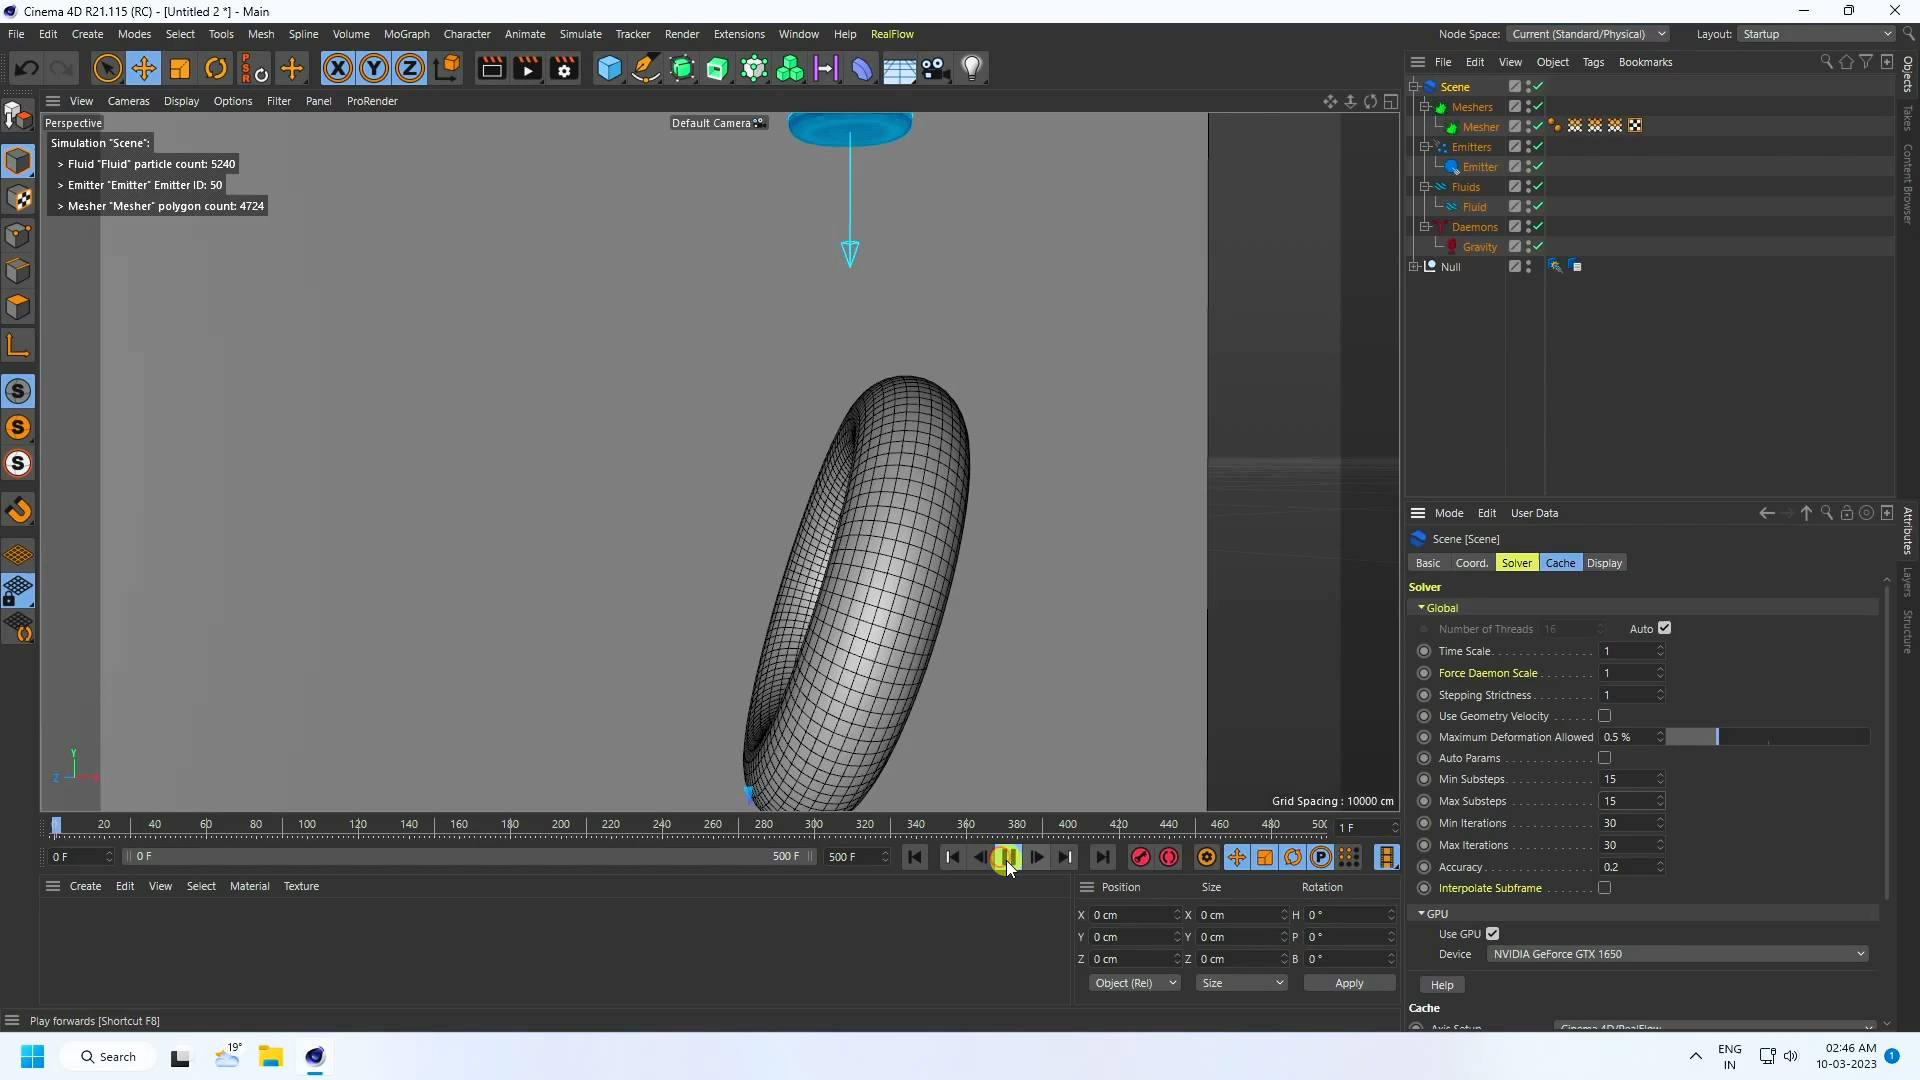 Cinema 4D R21.115 (RC) - [Untitled 2 *] - Main
File Edit Create Modes Select Tools Mesh Spline Volume MoGraph Character Animate Simulate Tracker Render Extensions Window Help RealFlow
Node Space: Current (Standard/Physical) Layout: Startup
View Cameras Display Options Filter Panel ProRender
Perspective
Default Camera
Simulation "Scene":
> Fluid "Fluid" particle count: 5240
> Emitter "Emitter" Emitter ID: 50
> Mesher "Mesher" polygon count: 4724
Grid Spacing : 10000 cm
20 40 60 80 100 120 140 160 180 200 220 240 260 280 300 320 340 360 380 400 420 440 460 480 1 F
0 F 0 F 500 F 500 F
Create Edit View Select Material Texture
Position Size Rotation
X 0 cm X 0 cm H 0 °
Y 0 cm Y 0 cm P 0 °
Z 0 cm Z 0 cm B 0 °
Object (Rel) Size Apply
Play forwards [Shortcut F8]
File Edit View Object Tags Bookmarks
Scene
Meshers
Mesher
Emitters
Emitter
Fluids
Fluid
Daemons
Gravity
Null
Objects
Takes
Content Browser
Mode Edit User Data
Scene [Scene]
Basic Coord. Solver Cache Display
Solver
Global
Number of Threads 16 Auto
Time Scale 1
Force Daemon Scale 1
Stepping Strictness 1
Use Geometry Velocity
Maximum Deformation Allowed 0.5 %
Auto Params
Min Substeps 15
Max Substeps 15
Min Iterations 30
Max Iterations 30
Accuracy 0.2
Interpolate Subframe
GPU
Use GPU
Device NVIDIA GeForce GTX 1650
Help
Cache
Attributes
Layers
Structure
Search
19°
ENG
IN
02:46 AM
10-03-2023
1